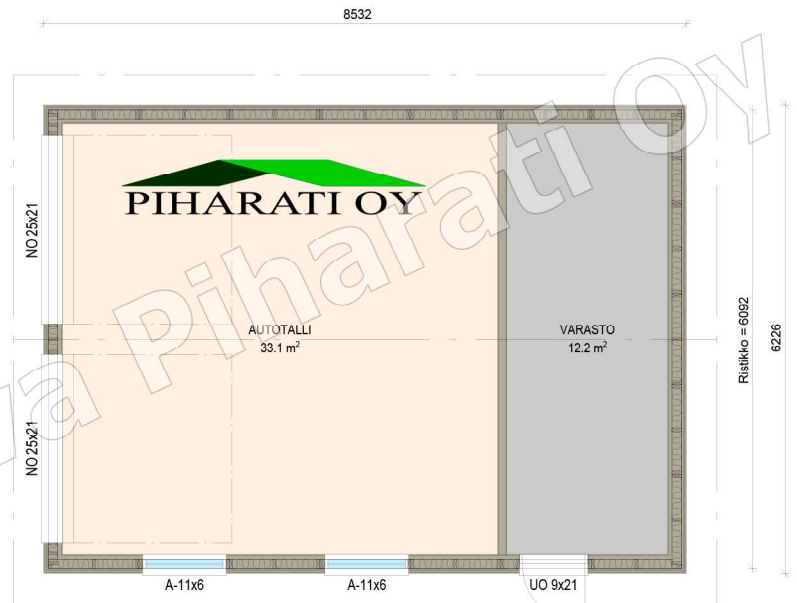 8532
PIHARATI OY
NO 25x21
AUTOTALLI
33.1 m²
VARASTO
12.2 m²
Ristikko = 6092
6226
NO 25x21
A-11x6
A-11x6
UO 9x21
Piharati Oy